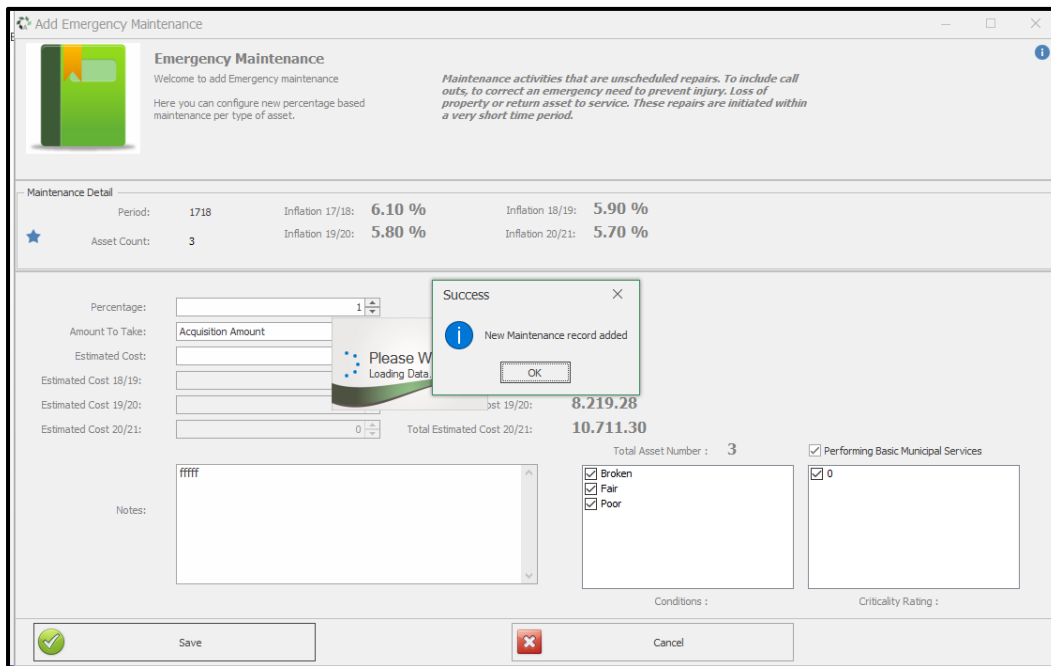 Add Emergency Maintenance
Emergency Maintenance
Welcome to add Emergency maintenance
Here you can configure new percentage based
maintenance per type of asset.
Maintenance activities that are unscheduled repairs. To include call
outs, to correct an emergency need to prevent injury. Loss of
property or return asset to service. These repairs are initiated within
a very short time period.
Maintenance Detail
Period: 1718 Inflation 17/18: 6.10 % Inflation 18/19: 5.90 %
Asset Count: 3 Inflation 19/20: 5.80 % Inflation 20/21: 5.70 %
Percentage: 1
Amount To Take: Acquisition Amount
Estimated Cost:
Estimated Cost 18/19:
Estimated Cost 19/20: 8.219.28
Estimated Cost 20/21: 0 Total Estimated Cost 20/21: 10.711.30
Please W
Loading Data.
Success
New Maintenance record added
OK
ost 19/20:
Total Asset Number : 3 Performing Basic Municipal Services
Notes: fffff
Broken
Fair
Poor
0
Conditions : Criticality Rating :
Save Cancel